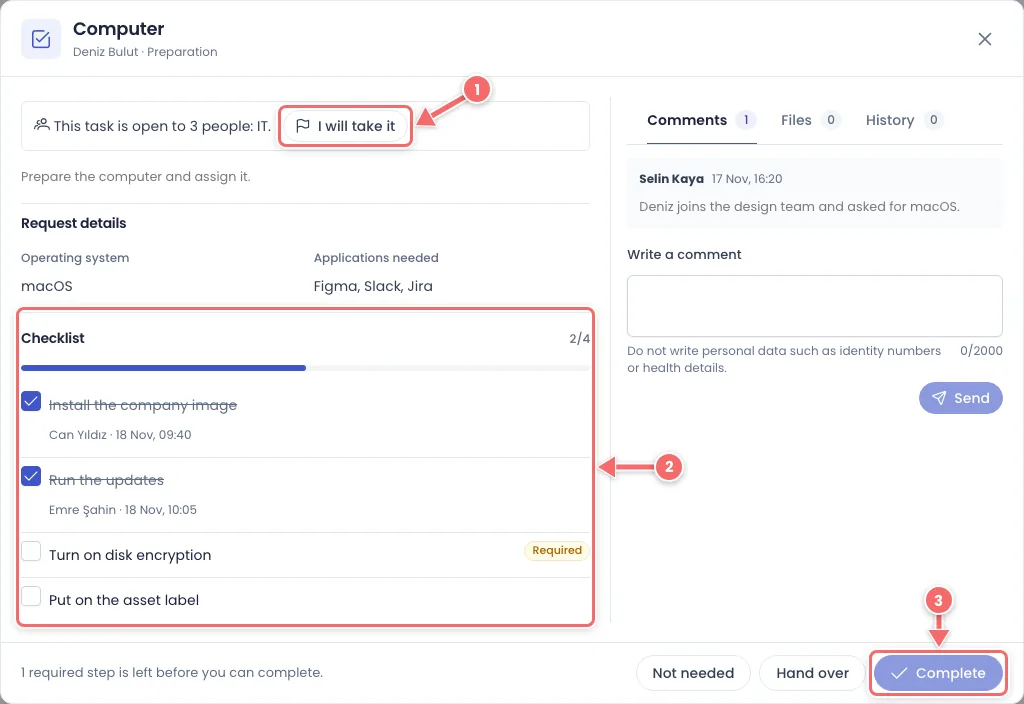 Computer
Deniz Bulut · Preparation
1
This task is open to 3 people: IT.
I will take it
Prepare the computer and assign it.
Request details
Operating system
Applications needed
macOS
Figma, Slack, Jira
Checklist
2/4
Install the company image
Can Yıldız · 18 Nov, 09:40
Run the updates
Emre Şahin · 18 Nov, 10:05
Turn on disk encryption
Required
Put on the asset label
2
Comments 1
Files 0
History 0
Selin Kaya 17 Nov, 16:20
Deniz joins the design team and asked for macOS.
Write a comment
Do not write personal data such as identity numbers
or health details.
0/2000
Send
3
1 required step is left before you can complete.
Not needed
Hand over
Complete